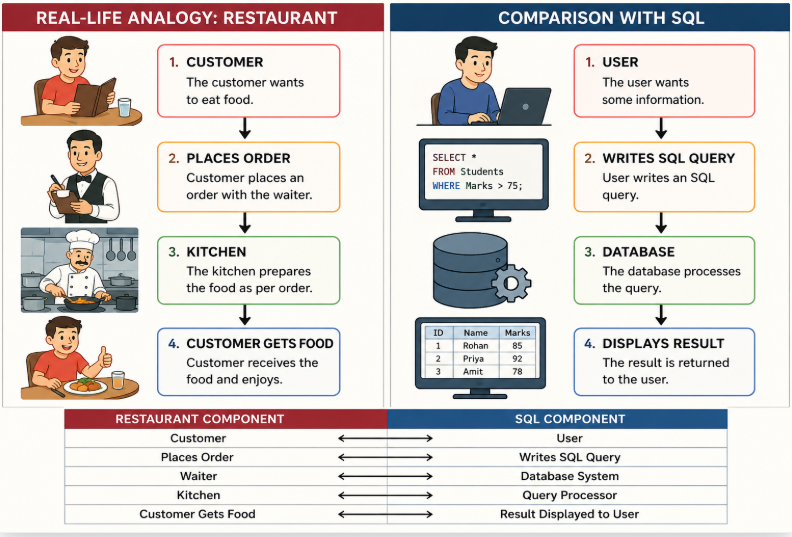 REAL-LIFE ANALOGY: RESTAURANT
1. CUSTOMER
The customer wants
to eat food.
2. PLACES ORDER
Customer places an
order with the waiter.
3. KITCHEN
The kitchen prepares
the food as per order.
4. CUSTOMER GETS FOOD
Customer receives the
food and enjoys.
COMPARISON WITH SQL
1. USER
The user wants
some information.
SELECT *
FROM Students
WHERE Marks > 75;
2. WRITES SQL QUERY
User writes an SQL
query.
3. DATABASE
The database processes
the query.
ID Name Marks
1 Rohan 85
2 Priya 92
3 Amit 78
4. DISPLAYS RESULT
The result is returned
to the user.
RESTAURANT COMPONENT SQL COMPONENT
Customer User
Places Order Writes SQL Query
Waiter Database System
Kitchen Query Processor
Customer Gets Food Result Displayed to User